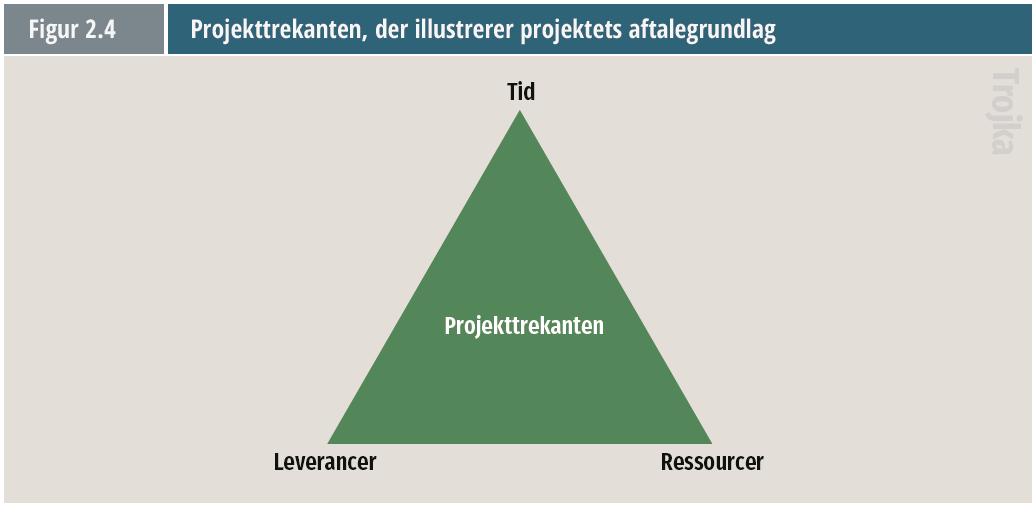 Figur 2.4
Projekttrekanten, der illustrerer projektets aftalegrundlag
Trojka
Tid
Projekttrekanten
Leverancer
Ressourcer